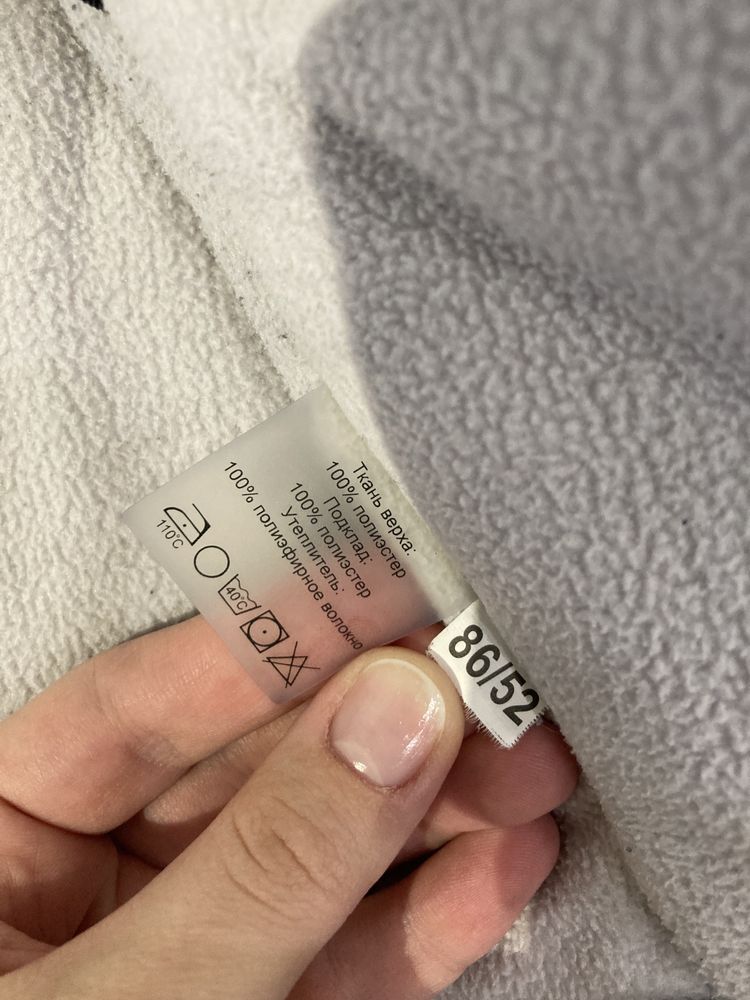 Ткань верха:
100% полиэстер
Подклад:
100% полиэстер
Утеплитель:
100% полиэфирное волокно
110°C
40°C
86/52